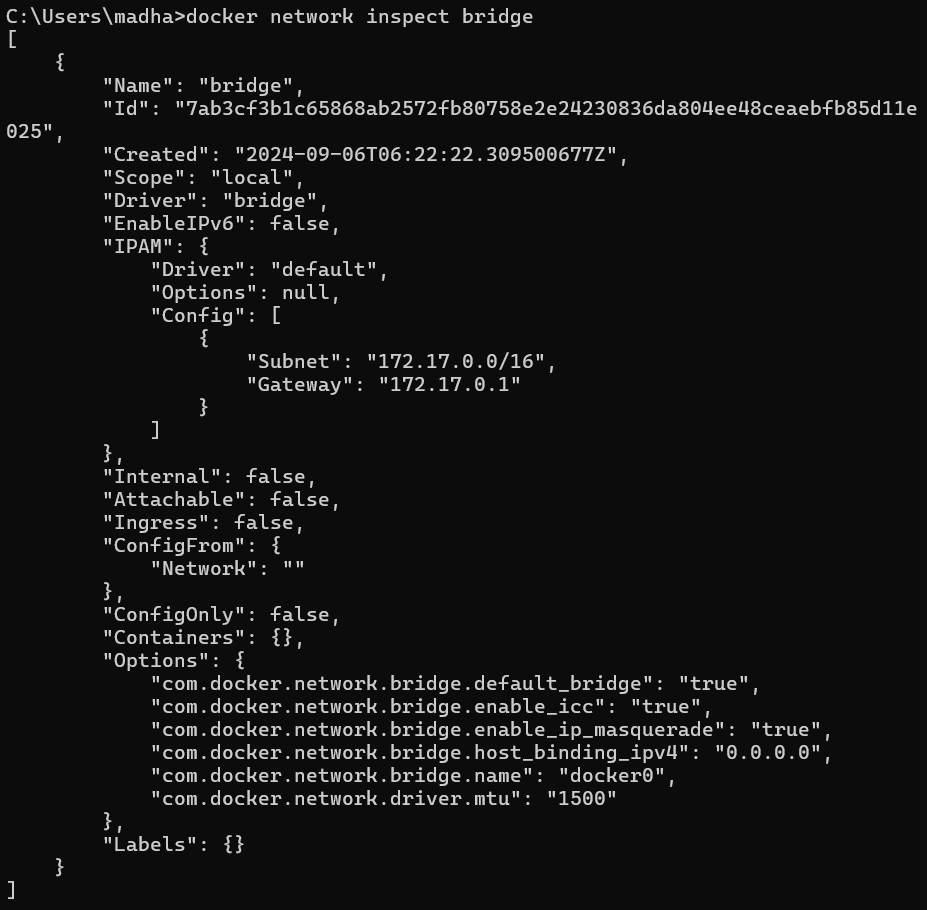 C:\Users\madha>docker network inspect bridge
[
    {
        "Name": "bridge",
        "Id": "7ab3cf3b1c65868ab2572fb80758e2e24230836da804ee48ceaebfb85d11e
025",
        "Created": "2024-09-06T06:22:22.309500677Z",
        "Scope": "local",
        "Driver": "bridge",
        "EnableIPv6": false,
        "IPAM": {
            "Driver": "default",
            "Options": null,
            "Config": [
                {
                    "Subnet": "172.17.0.0/16",
                    "Gateway": "172.17.0.1"
                }
            ]
        },
        "Internal": false,
        "Attachable": false,
        "Ingress": false,
        "ConfigFrom": {
            "Network": ""
        },
        "ConfigOnly": false,
        "Containers": {},
        "Options": {
            "com.docker.network.bridge.default_bridge": "true",
            "com.docker.network.bridge.enable_icc": "true",
            "com.docker.network.bridge.enable_ip_masquerade": "true",
            "com.docker.network.bridge.host_binding_ipv4": "0.0.0.0",
            "com.docker.network.bridge.name": "docker0",
            "com.docker.network.driver.mtu": "1500"
        },
        "Labels": {}
    }
]